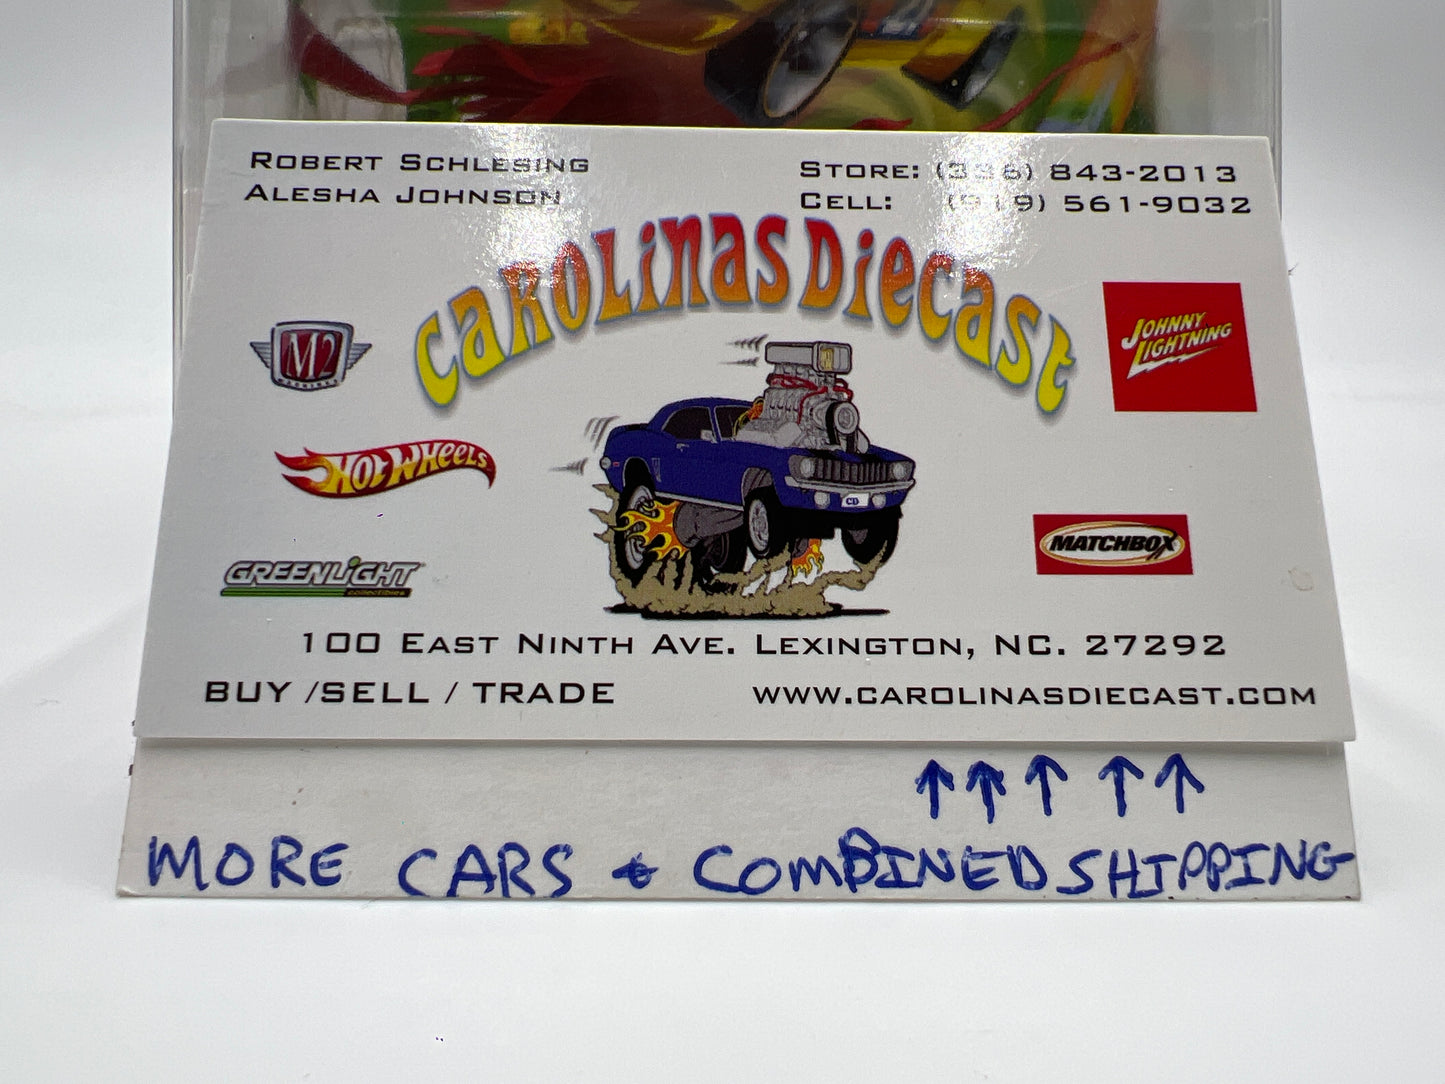 ROBERT SCHLESING
ALESHA JOHNSON
STORE: (336) 843-2013
CELL: (919) 561-9032
CAROLINAS DIECAST
M2
MACHINES
JOHNNY
LIGHTNING
HOT WHEELS
MATCHBOX
GREENLIGHT
collectibles
100 EAST NINTH AVE. LEXINGTON, NC. 27292
BUY /SELL / TRADE
WWW.CAROLINASDIECAST.COM
↑ ↑ ↑ ↑ ↑
MORE CARS & COMBINED SHIPPING